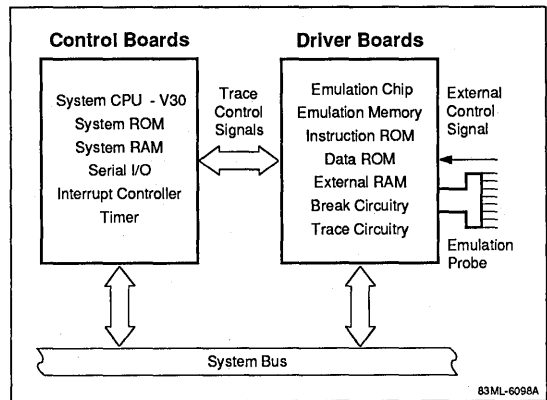 Control Boards
System CPU - V30
System ROM
System RAM
Serial I/O
Interrupt Controller
Timer
Trace
Control
Signals
Driver Boards
Emulation Chip
Emulation Memory
Instruction ROM
Data ROM
External RAM
Break Circuitry
Trace Circuitry
External
Control
Signal
Emulation
Probe
System Bus
83ML-6098A